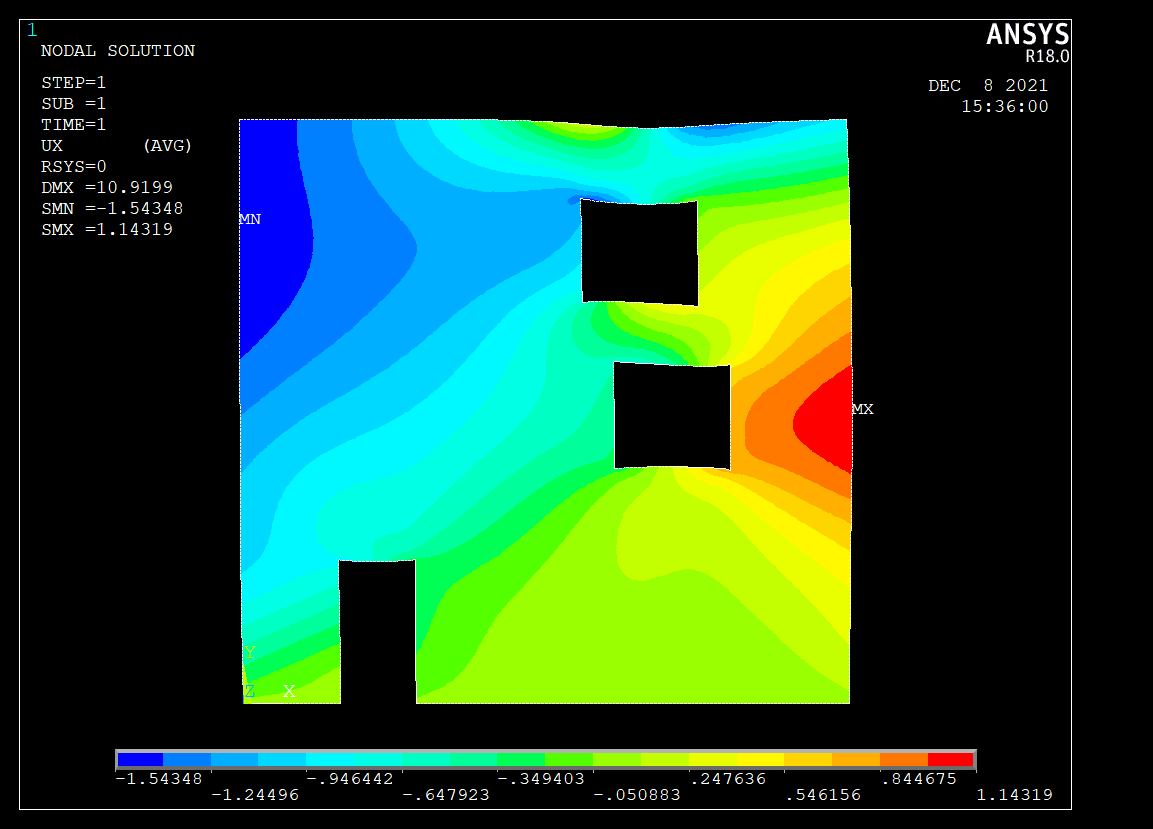 1
ANSYS
R18.0
NODAL SOLUTION
STEP=1
SUB =1
TIME=1
UX (AVG)
RSYS=0
DMX =10.9199
SMN =-1.54348
SMX =1.14319
DEC 8 2021
15:36:00
MN
MX
Y
Z X
-1.54348 -.946442 -.349403 .247636 .844675
-1.24496 -.647923 -.050883 .546156 1.14319